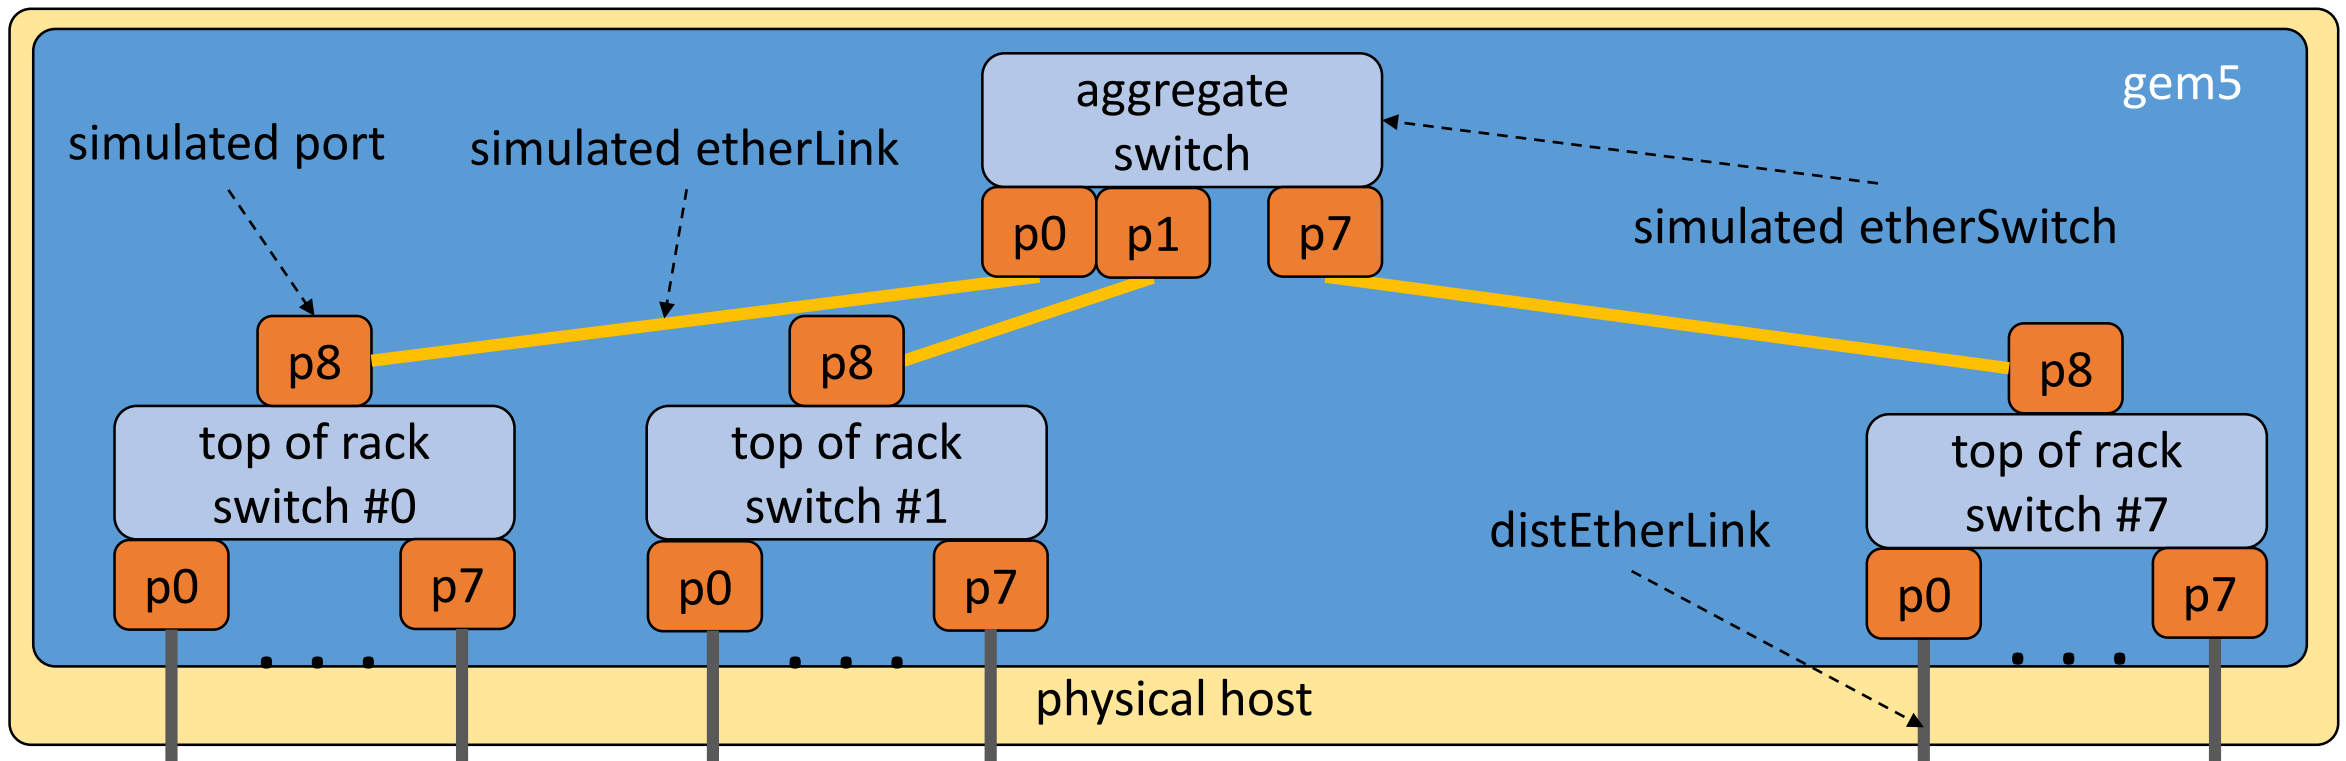 gem5
aggregate
switch
simulated port
simulated etherLink
simulated etherSwitch
p0
p1
p7
p8
p8
p8
top of rack
switch #0
top of rack
switch #1
top of rack
switch #7
distEtherLink
p0
p7
p0
p7
p0
p7
. . .
. . .
. . .
physical host